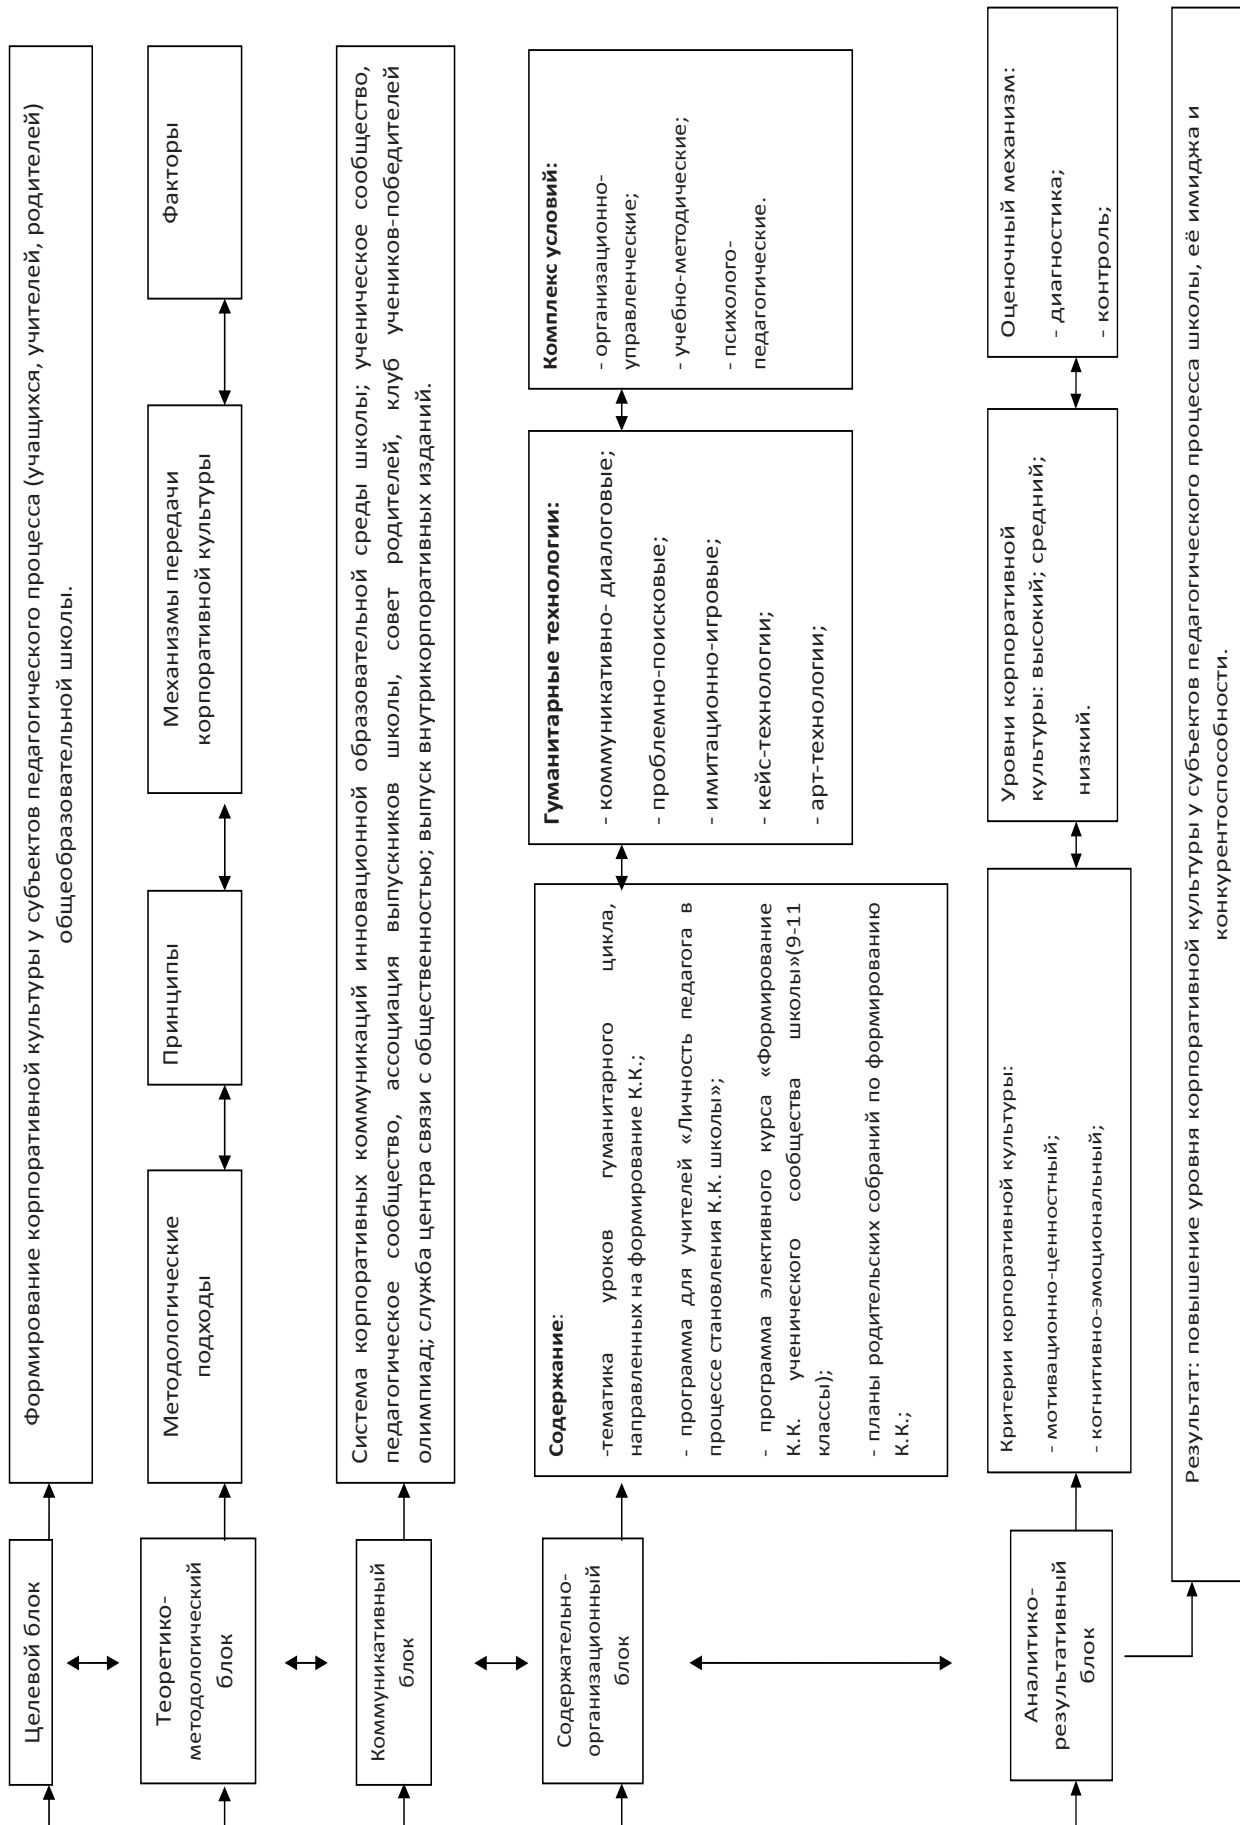 Целевой блок
Формирование корпоративной культуры у субъектов педагогического процесса (учащихся, учителей, родителей)
общеобразовательной школы.
Теоретико-
методологический
блок
Методологические
подходы
Принципы
Механизмы передачи
корпоративной культуры
Факторы
Коммуникативный
блок
Система корпоративных коммуникаций инновационной образовательной среды школы; ученическое сообщество,
педагогическое сообщество, ассоциация выпускников школы, совет родителей, клуб учеников-победителей
олимпиад; служба центра связи с общественностью; выпуск внутрикорпоративных изданий.
Содержательно-
организационный
блок
Содержание:
-тематика уроков гуманитарного цикла,
направленных на формирование К.К.;
- программа для учителей «Личность педагога в
процессе становления К.К. школы»;
- программа элективного курса «Формирование
К.К. ученического сообщества школы»(9-11
классы);
- планы родительских собраний по формированию
К.К.;
Гуманитарные технологии:
- коммуникативно- диалоговые;
- проблемно-поисковые;
- имитационно-игровые;
- кейс-технологии;
- арт-технологии;
Комплекс условий:
- организационно-
управленческие;
- учебно-методические;
- психолого-
педагогические.
Аналитико-
результативный
блок
Критерии корпоративной культуры:
- мотивационно-ценностный;
- когнитивно-эмоциональный;
Уровни корпоративной
культуры: высокий; средний;
низкий.
Оценочный механизм:
- диагностика;
- контроль;
Результат: повышение уровня корпоративной культуры у субъектов педагогического процесса школы, её имиджа и
конкурентоспособности.